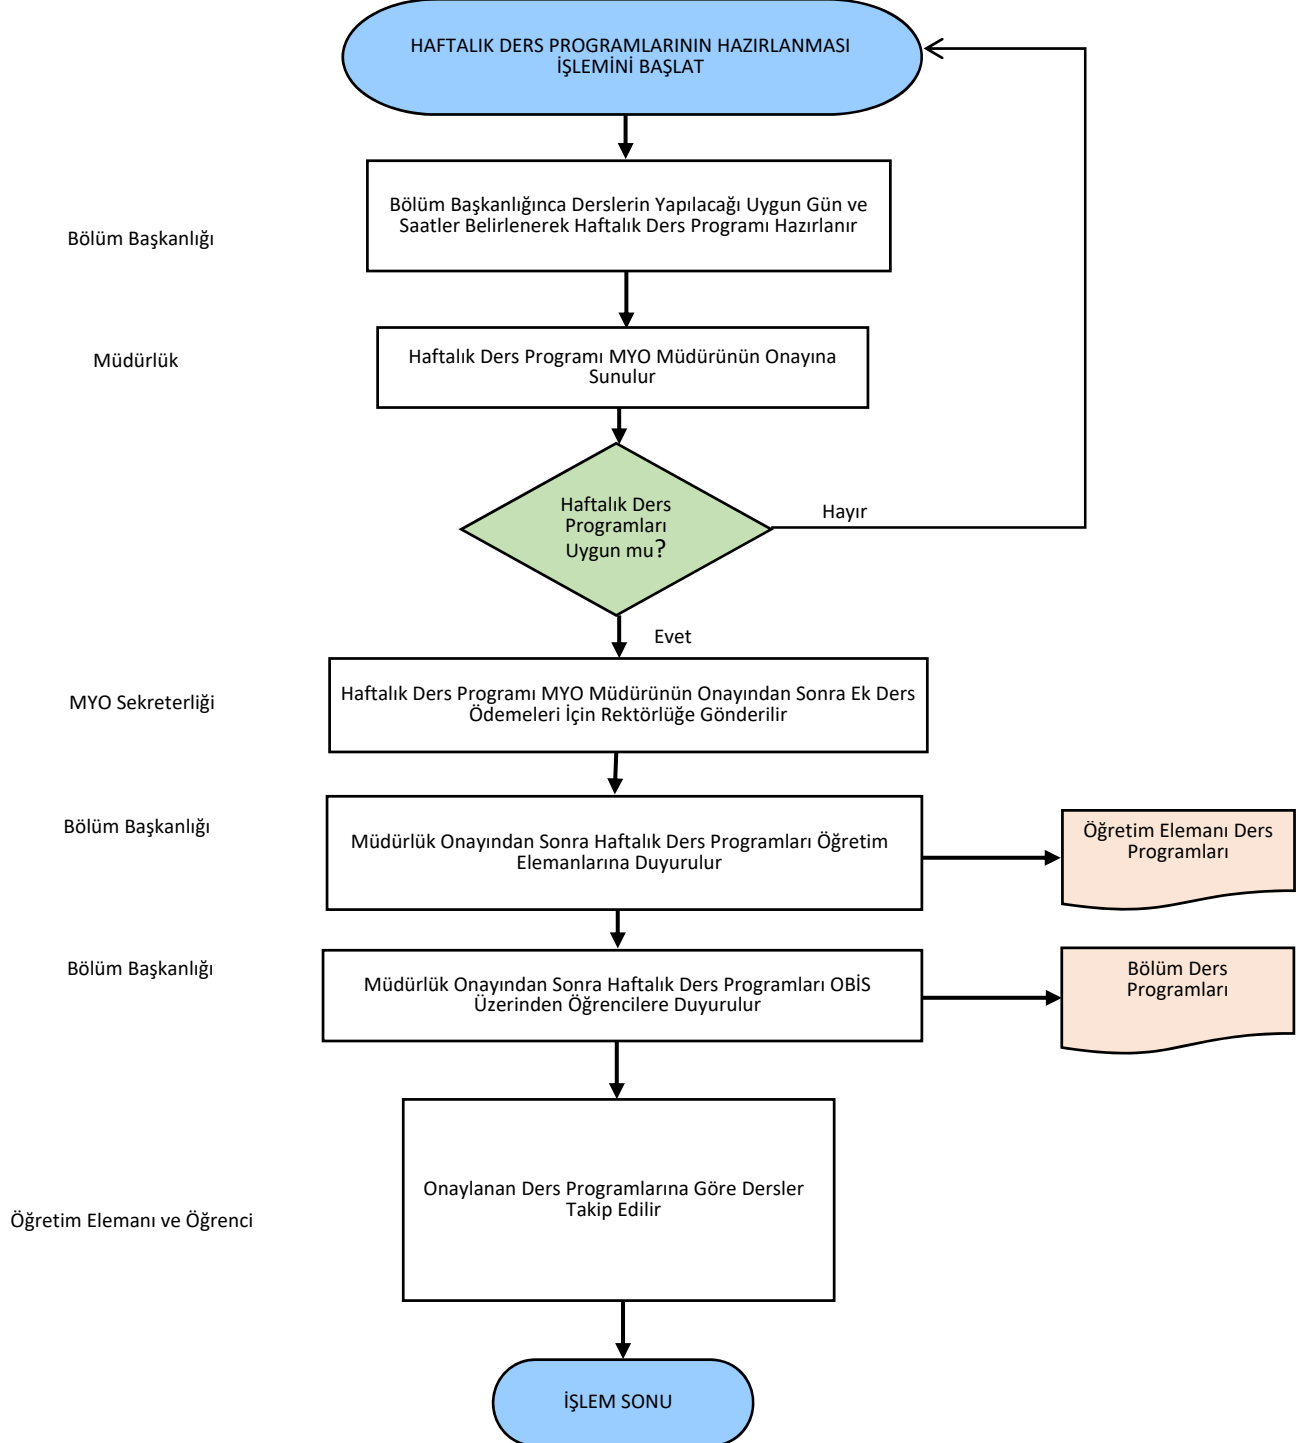 HAFTALIK DERS PROGRAMLARININ HAZIRLANMASI
İŞLEMİNİ BAŞLAT
Bölüm Başkanlığı
Bölüm Başkanlığınca Derslerin Yapılacağı Uygun Gün ve
Saatler Belirlenerek Haftalık Ders Programı Hazırlanır
Müdürlük
Haftalık Ders Programı MYO Müdürünün Onayına
Sunulur
Haftalık Ders
Programları
Uygun mu?
Hayır
Evet
MYO Sekreterliği
Haftalık Ders Programı MYO Müdürünün Onayından Sonra Ek Ders
Ödemeleri İçin Rektörlüğe Gönderilir
Bölüm Başkanlığı
Müdürlük Onayından Sonra Haftalık Ders Programları Öğretim
Elemanlarına Duyurulur
Öğretim Elemanı Ders
Programları
Bölüm Başkanlığı
Müdürlük Onayından Sonra Haftalık Ders Programları OBİS
Üzerinden Öğrencilere Duyurulur
Bölüm Ders
Programları
Öğretim Elemanı ve Öğrenci
Onaylanan Ders Programlarına Göre Dersler
Takip Edilir
İŞLEM SONU